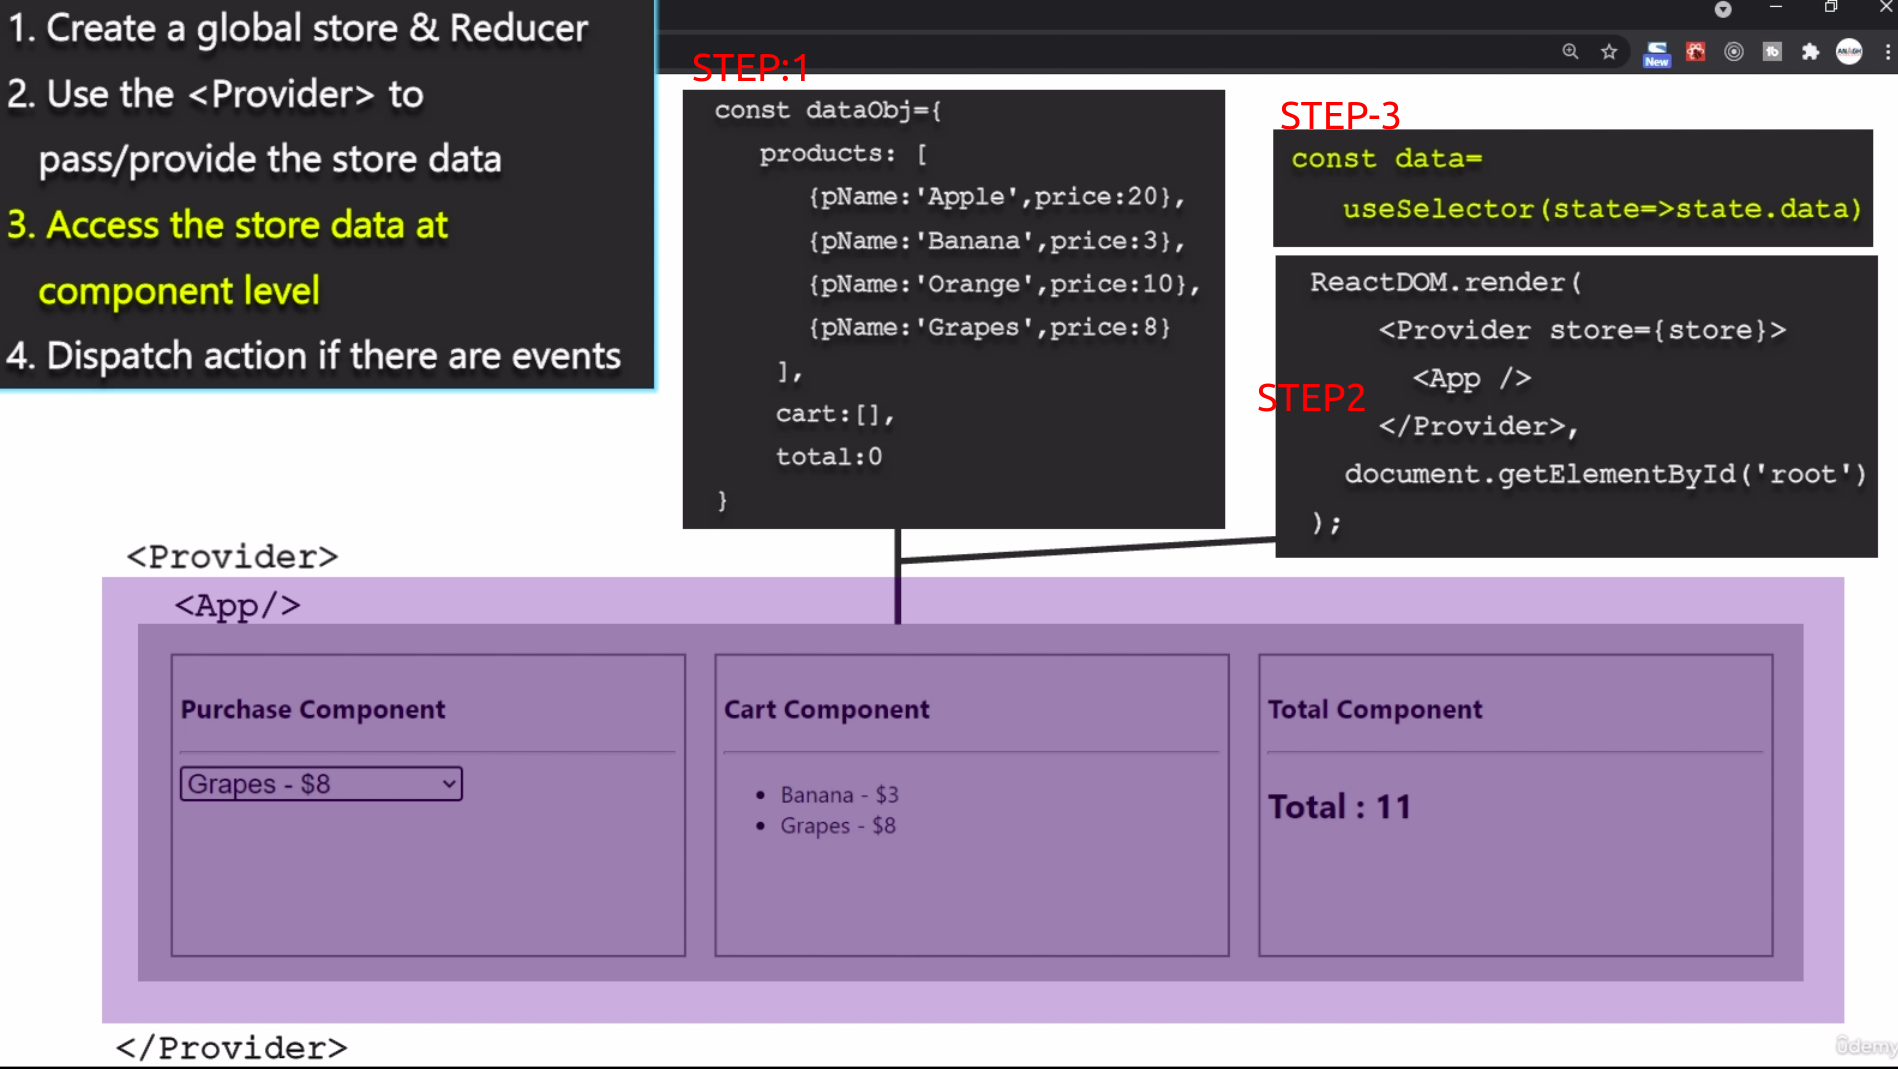 1. Create a global store & Reducer
2. Use the <Provider> to
pass/provide the store data
3. Access the store data at
component level
4. Dispatch action if there are events
New
STEP:1
const dataObj={
products: [
{pName:'Apple',price:20},
{pName:'Banana',price:3},
{pName:'Orange',price:10},
{pName:'Grapes',price:8}
],
cart:[],
total:0
}
STEP-3
const data=
useSelector(state=>state.data)
STEP2
ReactDOM.render(
<Provider store={store}>
<App />
</Provider>,
document.getElementById('root')
);
<Provider>
<App/>
Purchase Component
Grapes - $8
Cart Component
• Banana - $3
• Grapes - $8
Total Component
Total : 11
</Provider>
ûdemy